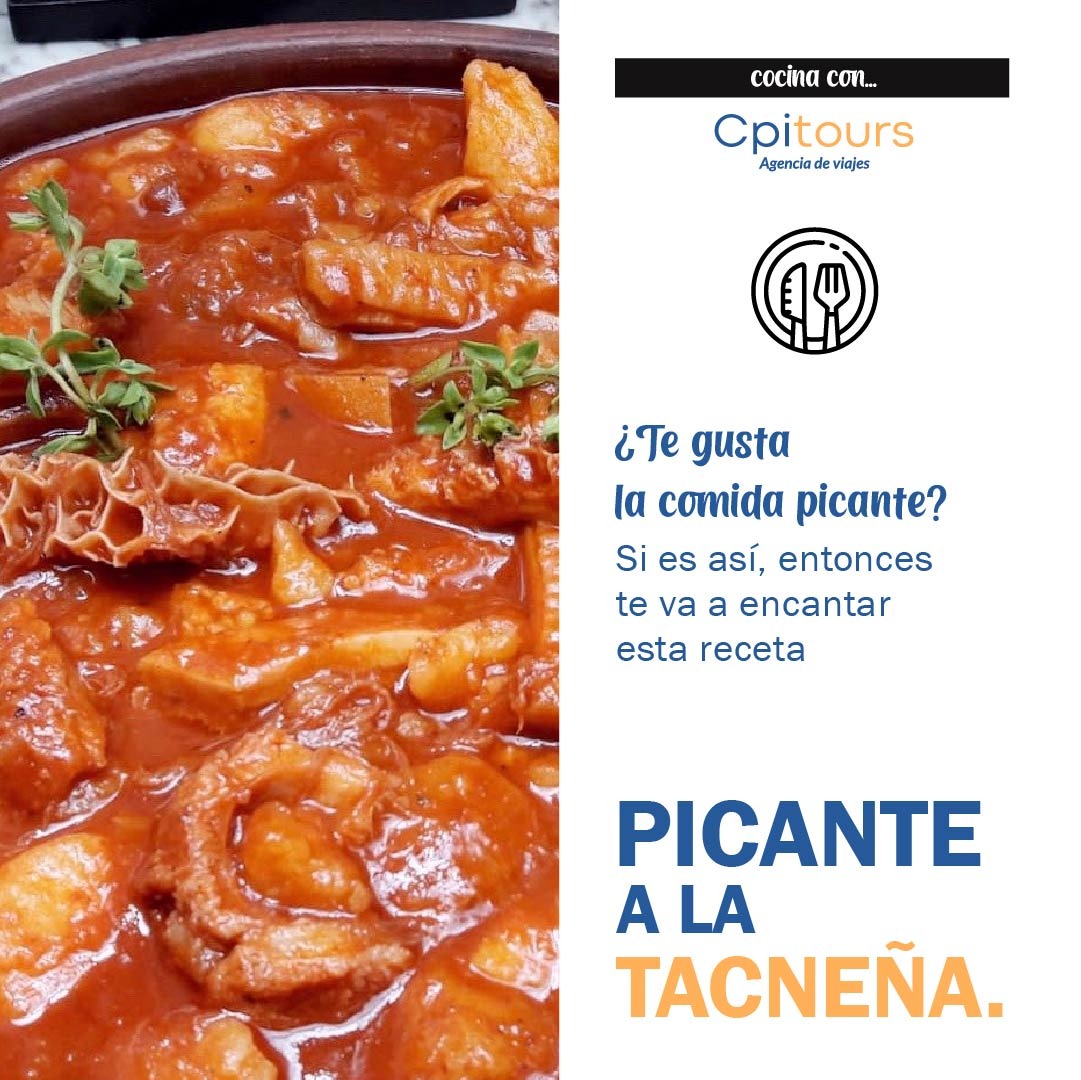 cocina con...
Cpitours
Agencia de viajes
¿Te gusta
la comida picante?
Si es así, entonces
te va a encantar
esta receta
PICANTE
A LA
TACNEÑA.